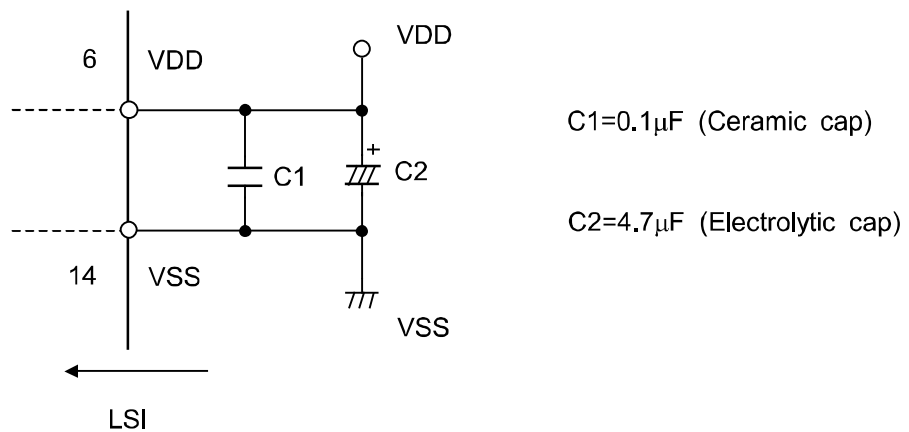 VDD
6 VDD
C1=0.1μF (Ceramic cap)
+
C1 C2
C2=4.7μF (Electrolytic cap)
14 VSS
VSS
LSI